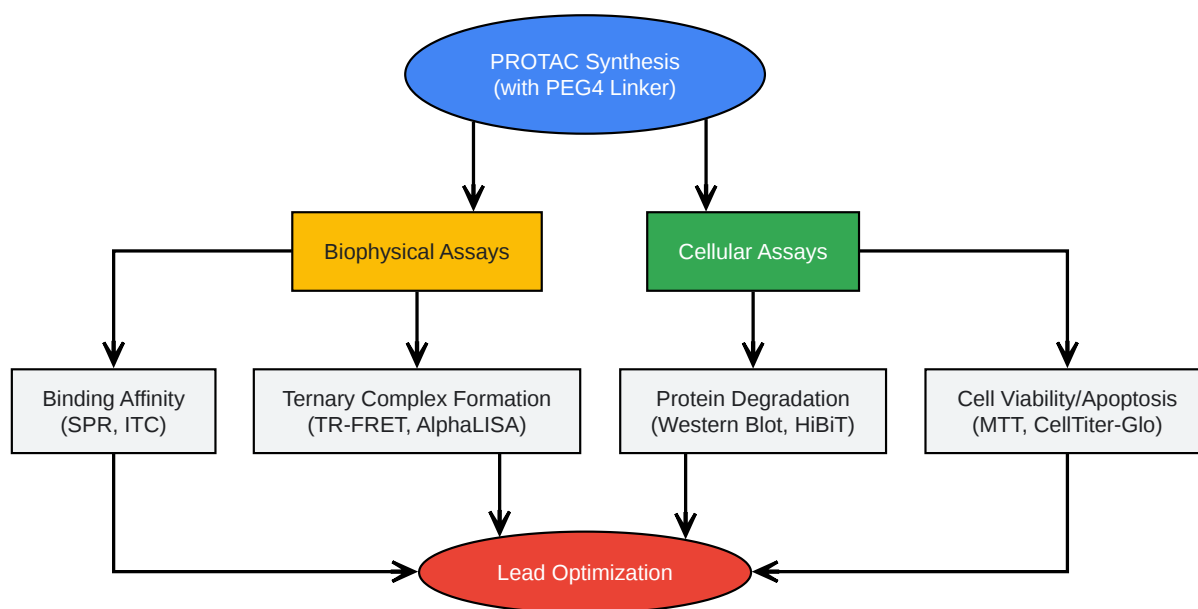 PROTAC Synthesis
(with PEG4 Linker)
Biophysical Assays
Cellular Assays
Binding Affinity
(SPR, ITC)
Ternary Complex Formation
(TR-FRET, AlphaLISA)
Protein Degradation
(Western Blot, HiBiT)
Cell Viability/Apoptosis
(MTT, CellTiter-Glo)
Lead Optimization